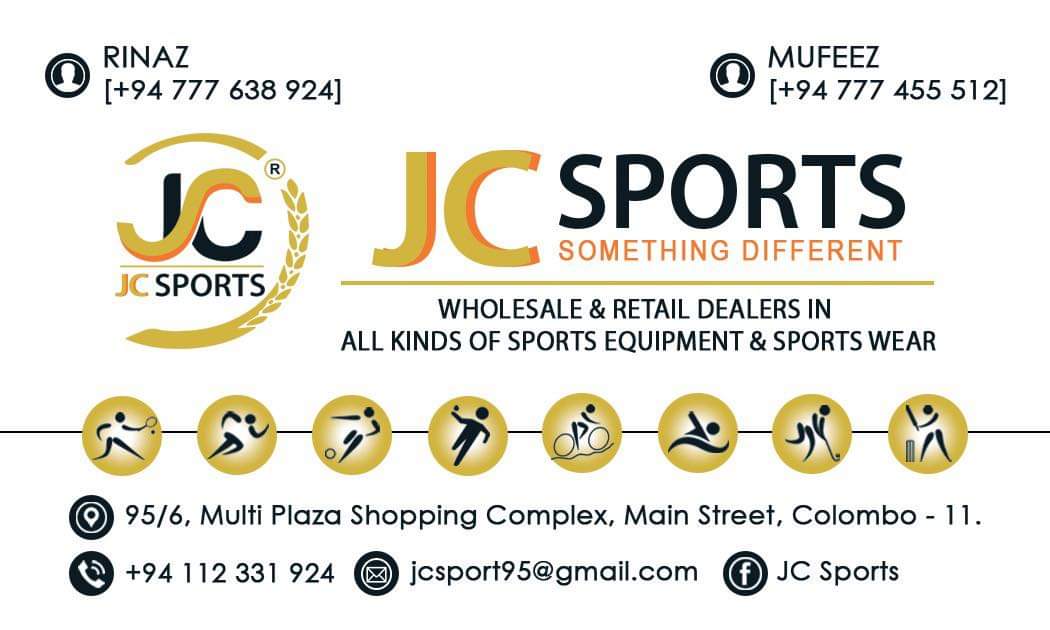 RINAZ
[+94 777 638 924]
MUFEEZ
[+94 777 455 512]
JSC
®
JC SPORTS
JC SPORTS
SOMETHING DIFFERENT
WHOLESALE & RETAIL DEALERS IN
ALL KINDS OF SPORTS EQUIPMENT & SPORTS WEAR
95/6, Multi Plaza Shopping Complex, Main Street, Colombo - 11.
+94 112 331 924
jcsport95@gmail.com
f
JC Sports